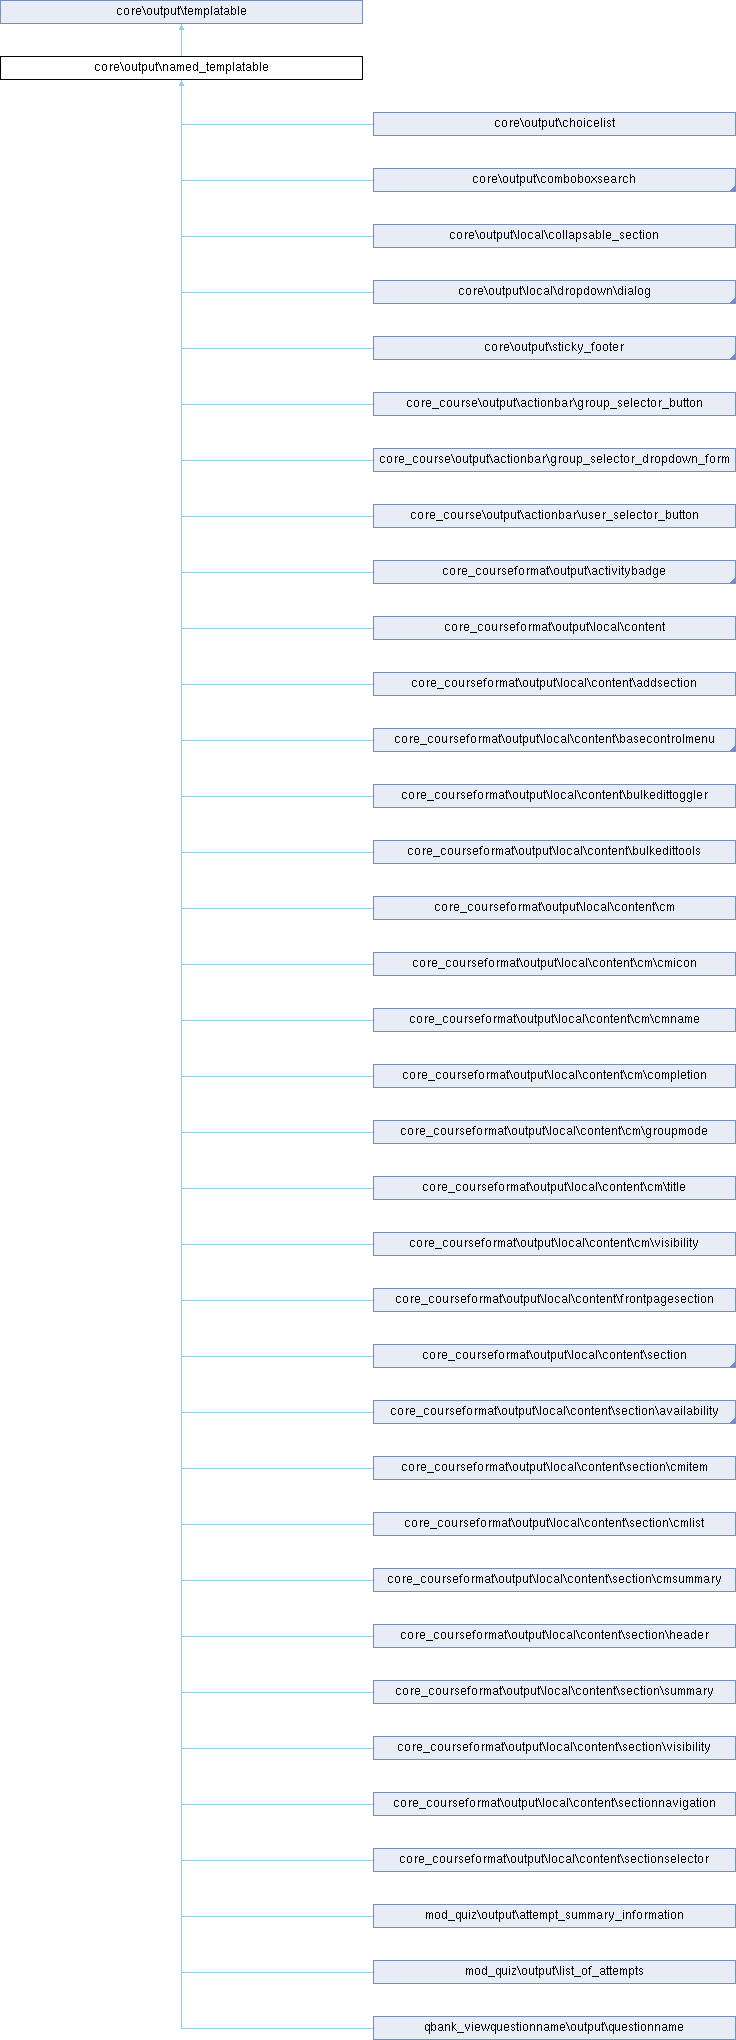 core\output\templatable
core\output\named_templatable
core\output\choicelist
core\output\comboboxsearch
core\output\local\collapsable_section
core\output\local\dropdown\dialog
core\output\sticky_footer
core_course\output\actionbar\group_selector_button
core_course\output\actionbar\group_selector_dropdown_form
core_course\output\actionbar\user_selector_button
core_courseformat\output\activitybadge
core_courseformat\output\local\content
core_courseformat\output\local\content\addsection
core_courseformat\output\local\content\basecontrolmenu
core_courseformat\output\local\content\bulkedittoggler
core_courseformat\output\local\content\bulkedittools
core_courseformat\output\local\content\cm
core_courseformat\output\local\content\cm\cmicon
core_courseformat\output\local\content\cm\cmname
core_courseformat\output\local\content\cm\completion
core_courseformat\output\local\content\cm\groupmode
core_courseformat\output\local\content\cm\title
core_courseformat\output\local\content\cm\visibility
core_courseformat\output\local\content\frontpagesection
core_courseformat\output\local\content\section
core_courseformat\output\local\content\section\availability
core_courseformat\output\local\content\section\cmitem
core_courseformat\output\local\content\section\cmlist
core_courseformat\output\local\content\section\cmsummary
core_courseformat\output\local\content\section\header
core_courseformat\output\local\content\section\summary
core_courseformat\output\local\content\section\visibility
core_courseformat\output\local\content\sectionnavigation
core_courseformat\output\local\content\sectionselector
mod_quiz\output\attempt_summary_information
mod_quiz\output\list_of_attempts
qbank_viewquestionname\output\questionname